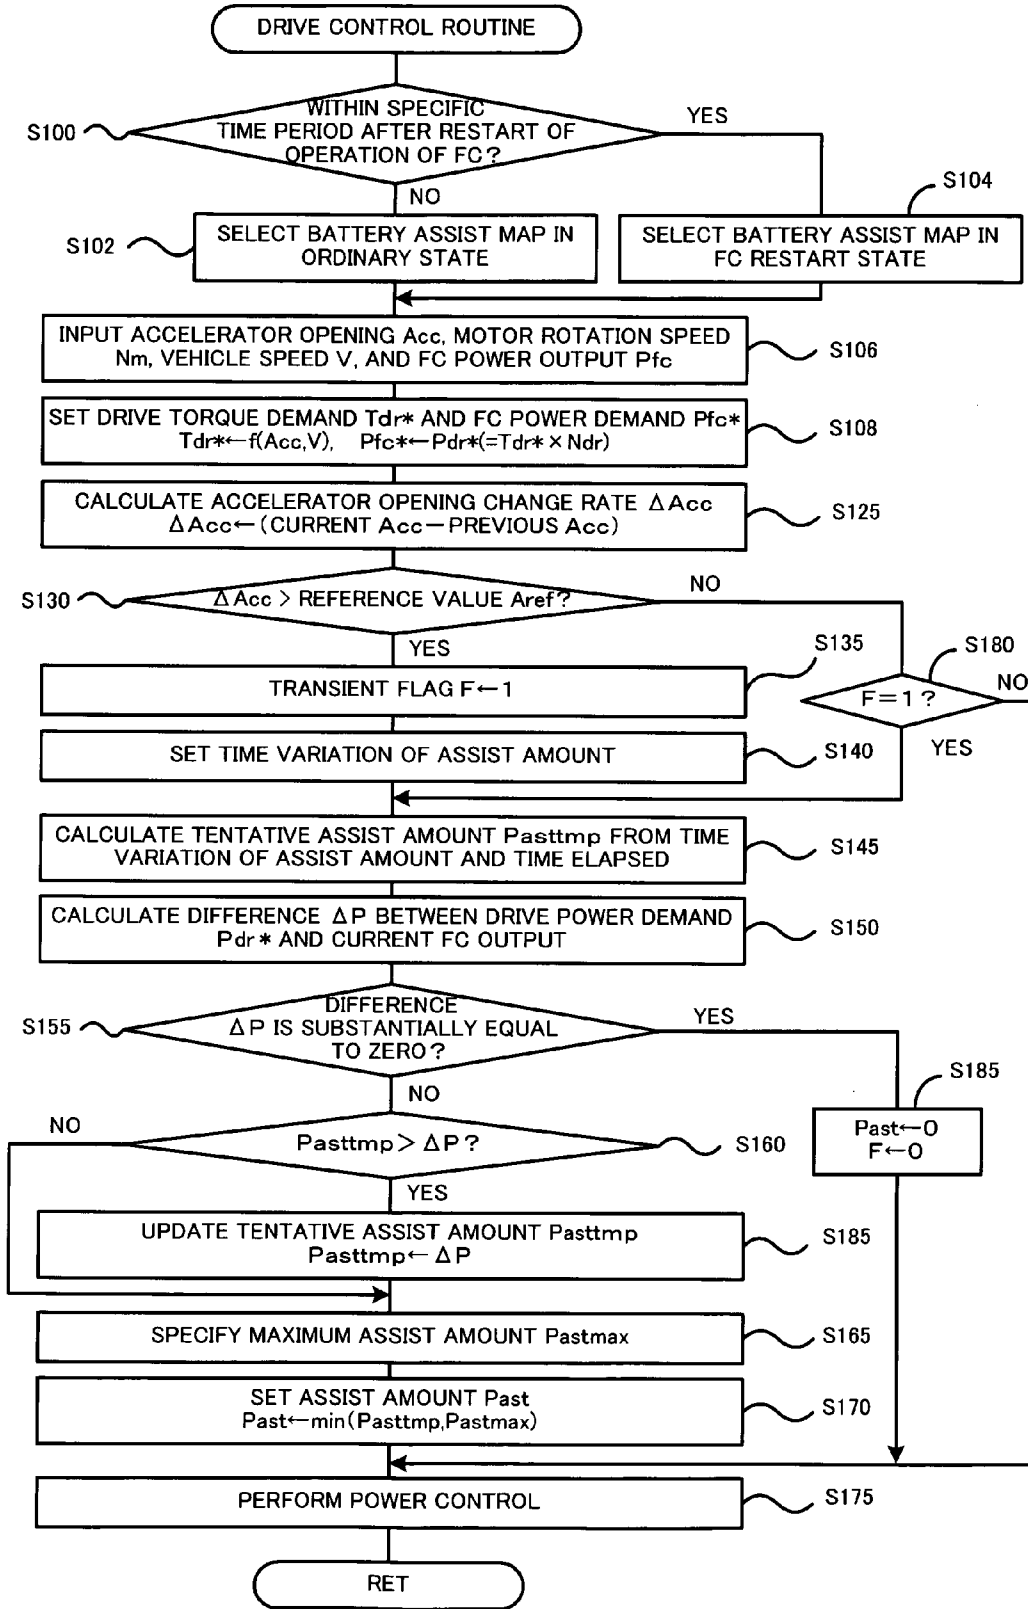 DRIVE CONTROL ROUTINE
WITHIN SPECIFIC
TIME PERIOD AFTER RESTART OF
OPERATION OF FC?
S100
YES
NO
S104
S102
SELECT BATTERY ASSIST MAP IN
ORDINARY STATE
SELECT BATTERY ASSIST MAP IN
FC RESTART STATE
INPUT ACCELERATOR OPENING Acc, MOTOR ROTATION SPEED
Nm, VEHICLE SPEED V, AND FC POWER OUTPUT Pfc
S106
SET DRIVE TORQUE DEMAND Tdr* AND FC POWER DEMAND Pfc*
Tdr*←f(Acc,V), Pfc*←Pdr*(=Tdr* × Ndr)
S108
CALCULATE ACCELERATOR OPENING CHANGE RATE ΔAcc
ΔAcc←(CURRENT Acc－PREVIOUS Acc)
S125
S130
ΔAcc > REFERENCE VALUE Aref?
NO
YES
S135
S180
TRANSIENT FLAG F←1
F=1?
NO
SET TIME VARIATION OF ASSIST AMOUNT
S140
YES
CALCULATE TENTATIVE ASSIST AMOUNT Pasttmp FROM TIME
VARIATION OF ASSIST AMOUNT AND TIME ELAPSED
S145
CALCULATE DIFFERENCE ΔP BETWEEN DRIVE POWER DEMAND
Pdr* AND CURRENT FC OUTPUT
S150
S155
DIFFERENCE
ΔP IS SUBSTANTIALLY EQUAL
TO ZERO?
YES
NO
S185
Past←0
F←0
NO
Pasttmp > ΔP?
S160
YES
UPDATE TENTATIVE ASSIST AMOUNT Pasttmp
Pasttmp← ΔP
S185
SPECIFY MAXIMUM ASSIST AMOUNT Pastmax
S165
SET ASSIST AMOUNT Past
Past←min(Pasttmp,Pastmax)
S170
PERFORM POWER CONTROL
S175
RET